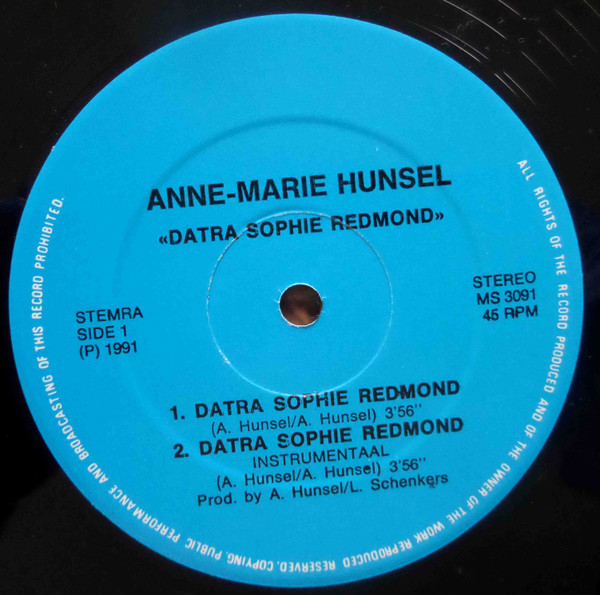 ANNE-MARIE HUNSEL
«DATRA SOPHIE REDMOND»
STEMRA
SIDE 1
(P) 1991
STEREO
MS 3091
45 RPM
1. DATRA SOPHIE REDMOND
(A. Hunsel/A. Hunsel) 3'56''
2. DATRA SOPHIE REDMOND
INSTRUMENTAAL
(A. Hunsel/A. Hunsel) 3'56''
Prod. by A. Hunsel/L. Schenkers
ALL RIGHTS OF THE RECORD PRODUCED AND OF THE OWNER OF THE WORK REPRODUCED RESERVED. COPYING, PUBLIC PERFORMANCE AND BROADCASTING OF THIS RECORD PROHIBITED.